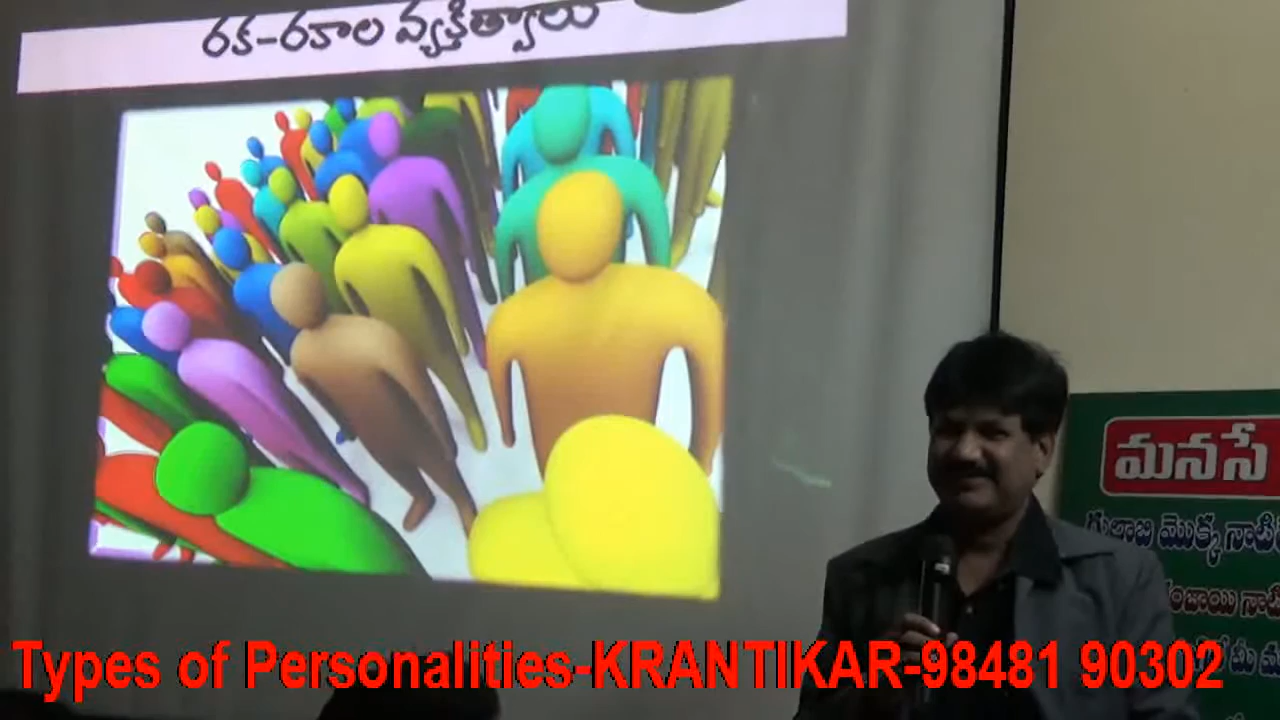 రక-రకాల వ్యక్తిత్వాలు
మనసే
గులాబి మొక్క నాటితే
గంజాయి నాటి
Types of Personalities-KRANTIKAR-98481 90302